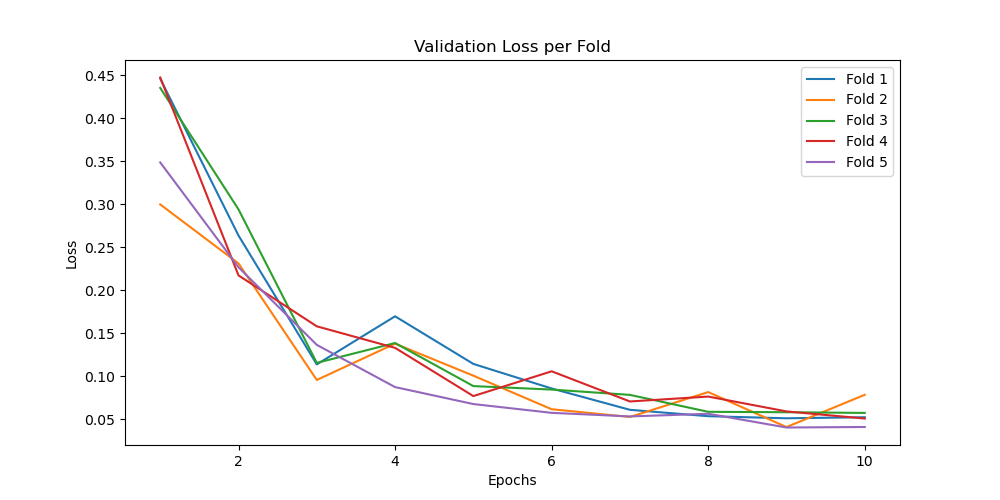 Validation Loss per Fold
Loss
0.45
0.40
0.35
0.30
0.25
0.20
0.15
0.10
0.05
Fold 1
Fold 2
Fold 3
Fold 4
Fold 5
2
4
6
8
10
Epochs